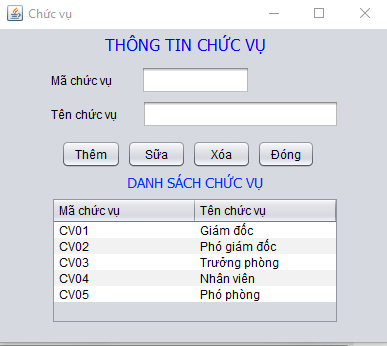 Chức vụ
THÔNG TIN CHỨC VỤ
Mã chức vụ
Tên chức vụ
Thêm Sửa Xóa Đóng
DANH SÁCH CHỨC VỤ
Mã chức vụ Tên chức vụ
CV01 Giám đốc
CV02 Phó giám đốc
CV03 Trưởng phòng
CV04 Nhân viên
CV05 Phó phòng